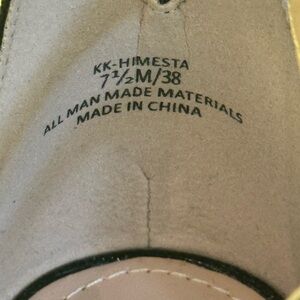 KK-HIMESTA
7½M/38
ALL MAN MADE MATERIALS
MADE IN CHINA